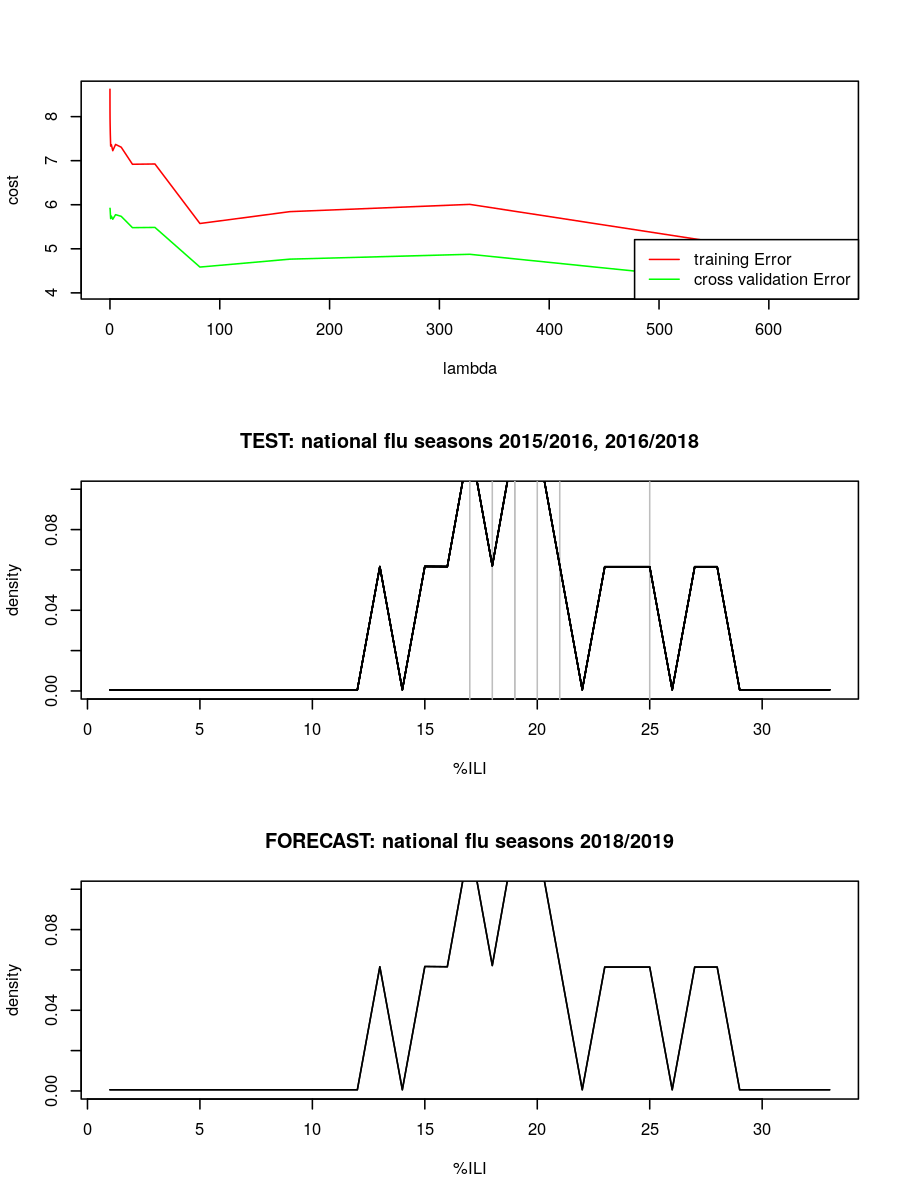 8
7
6
5
4
cost
training Error
cross validation Error
0 100 200 300 400 500 600
lambda
TEST: national flu seasons 2015/2016, 2016/2018
0.08
0.04
0.00
density
0 5 10 15 20 25 30
%ILI
FORECAST: national flu seasons 2018/2019
0.08
0.04
0.00
density
0 5 10 15 20 25 30
%ILI